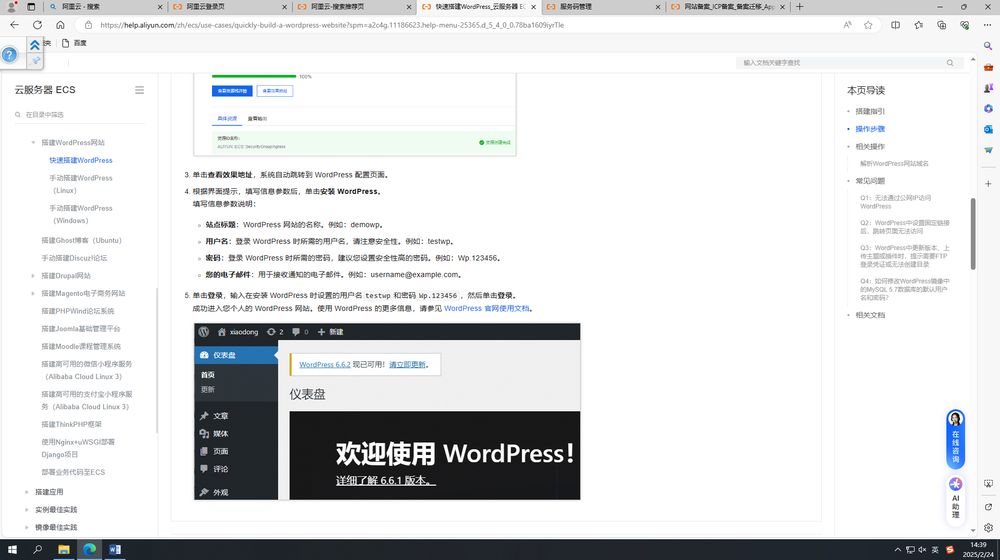 阿里云 - 搜索
阿里云登录页
阿里云-搜索推荐页
快速搭建WordPress_云服务器 EC
服务码管理
网站备案_ICP备案_备案迁移_App
https://help.aliyun.com/zh/ecs/use-cases/quickly-build-a-wordpress-website?spm=a2c4g.11186623.help-menu-25365.d_5_4_0_0.78ba1609iyrTIe
夹
百度
输入文档关键字查找
云服务器 ECS
在目录中筛选
搭建WordPress网站
快速搭建WordPress
手动搭建WordPress
（Linux）
手动搭建WordPress
（Windows）
搭建Ghost博客（Ubuntu）
手动搭建Discuz!论坛
搭建Drupal网站
搭建Magento电子商务网站
搭建PHPWind论坛系统
搭建Joomla基础管理平台
搭建Moodle课程管理系统
搭建高可用的微信小程序服务
（Alibaba Cloud Linux 3）
搭建高可用的支付宝小程序服
务（Alibaba Cloud Linux 3）
搭建ThinkPHP框架
使用Nginx+uWSGI部署
Django项目
部署业务代码至ECS
搭建应用
实例最佳实践
镜像最佳实践
100%
查看资源栈详情
查看效果地址
具体资源
查看输出
资源ID名称：
ALIYUN::ECS::SecurityGroupIngress
资源创建完成
3. 单击查看效果地址，系统自动跳转到 WordPress 配置页面。
4. 根据界面提示，填写信息参数后，单击安装 WordPress。
填写信息参数说明：
站点标题：WordPress 网站的名称。例如：demowp。
用户名：登录 WordPress 时所需的用户名，请注意安全性。例如：testwp。
密码：登录 WordPress 时所需的密码，建议您设置安全性高的密码。例如：Wp.123456。
您的电子邮件：用于接收通知的电子邮件。例如：username@example.com。
5. 单击登录，输入在安装 WordPress 时设置的用户名 testwp 和密码 Wp.123456 ，然后单击登录。
成功进入您个人的 WordPress 网站。使用 WordPress 的更多信息，请参见 WordPress 官网使用文档。
xiaodong
2
0
新建
仪表盘
首页
更新
文章
媒体
页面
评论
外观
WordPress 6.6.2 现已可用！请立即更新。
仪表盘
欢迎使用 WordPress！
详细了解 6.6.1 版本。
本页导读
搭建指引
操作步骤
相关操作
解析WordPress网站域名
常见问题
Q1：无法通过公网IP访问
WordPress
Q2：WordPress中设置固定链接
后，跳转页面无法访问
Q3：WordPress中更新版本、上
传主题或插件时，提示需要FTP
登录凭证或无法创建目录
Q4：如何修改WordPress镜像中
的MySQL 5.7数据库的默认用户
名和密码？
相关文档
在
线
咨
询
AI
助
理
英
14:39
2025/2/24